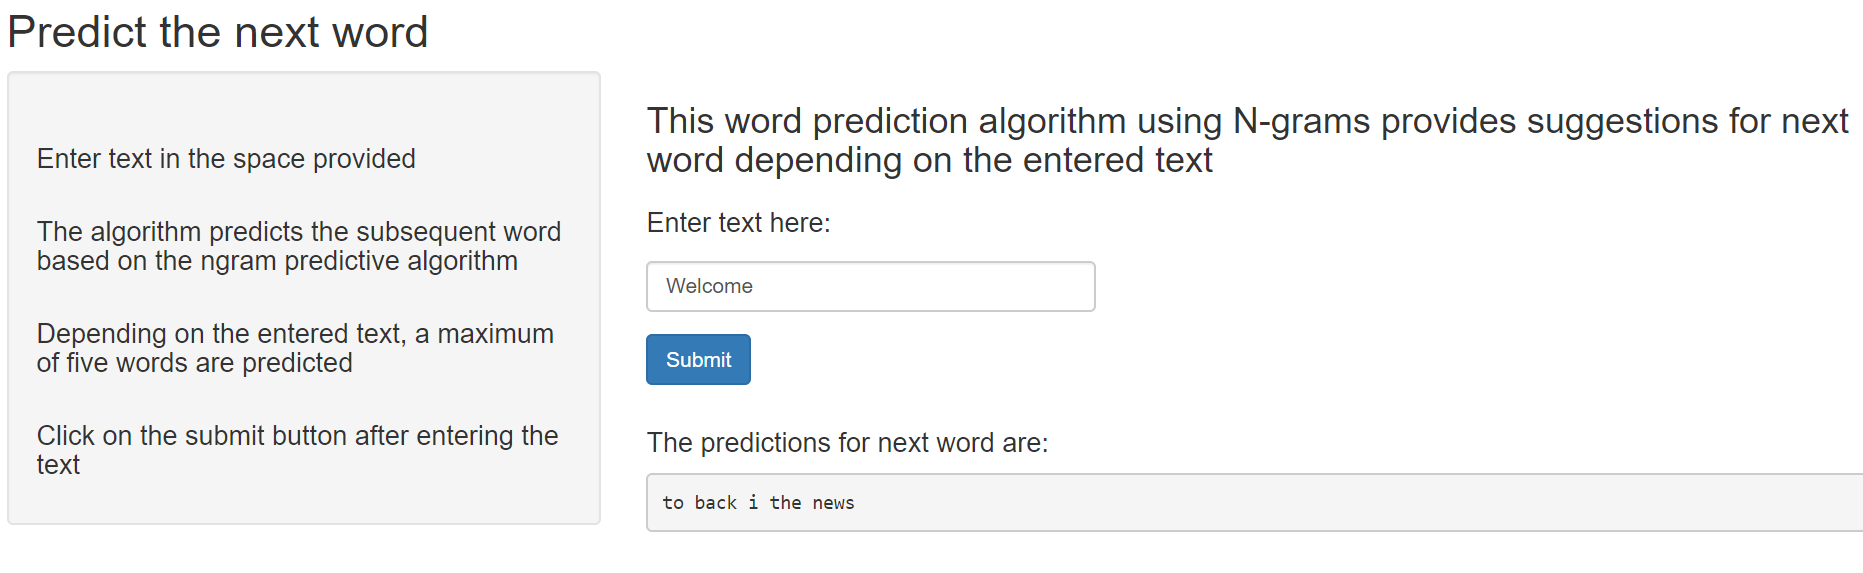 Predict the next word
Enter text in the space provided
The algorithm predicts the subsequent word
based on the ngram predictive algorithm
Depending on the entered text, a maximum
of five words are predicted
Click on the submit button after entering the
text
This word prediction algorithm using N-grams provides suggestions for next
word depending on the entered text
Enter text here:
Welcome
Submit
The predictions for next word are:
to back i the news